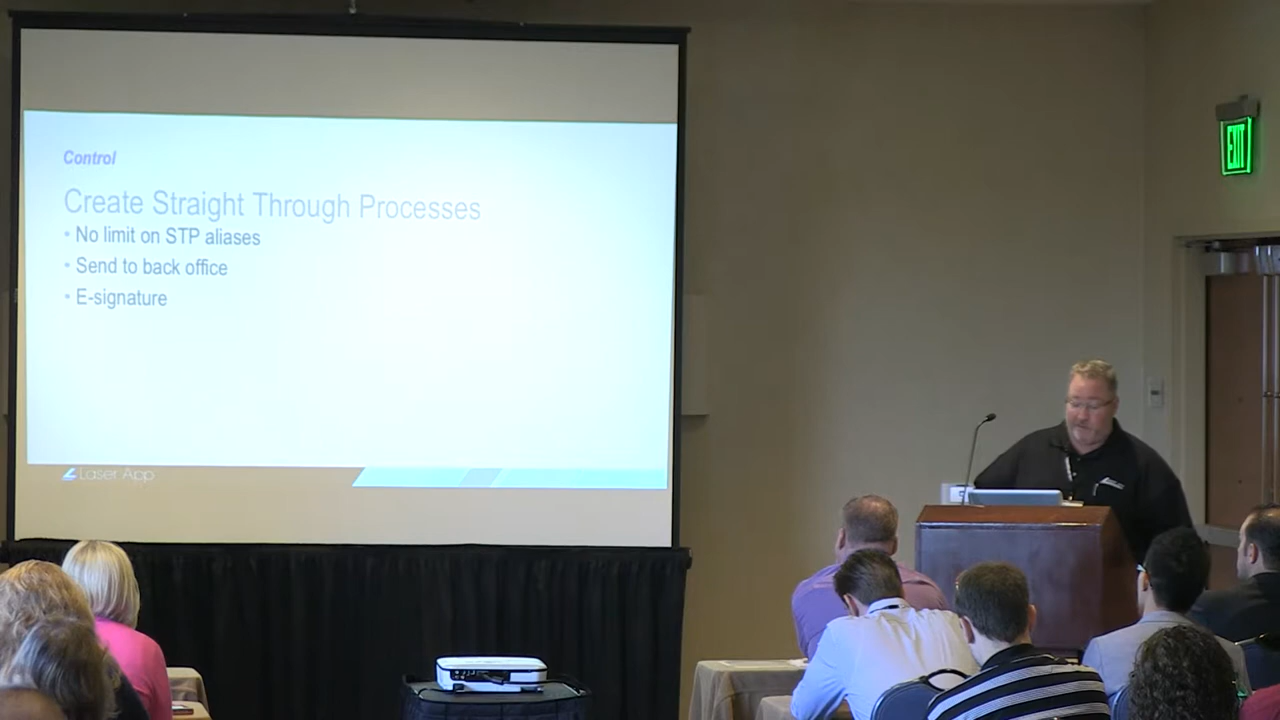 Control
Create Straight Through Processes
• No limit on STP aliases
• Send to back office
• E-signature
Laser App
EXIT